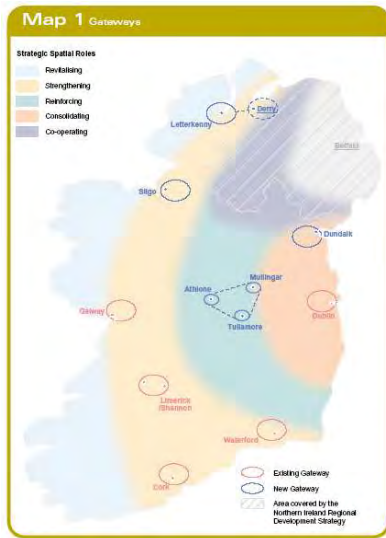 Map 1 Gateways
Strategic Spatial Roles
Revitalising
Strengthening
Reinforcing
Consolidating
Co-operating
Letterkenny
Derry
Belfast
Sligo
Dundalk
Mullingar
Athlone
Tullamore
Galway
Dublin
Limerick
/Shannon
Waterford
Cork
Existing Gateway
New Gateway
Area covered by the
Northern Ireland Regional
Development Strategy